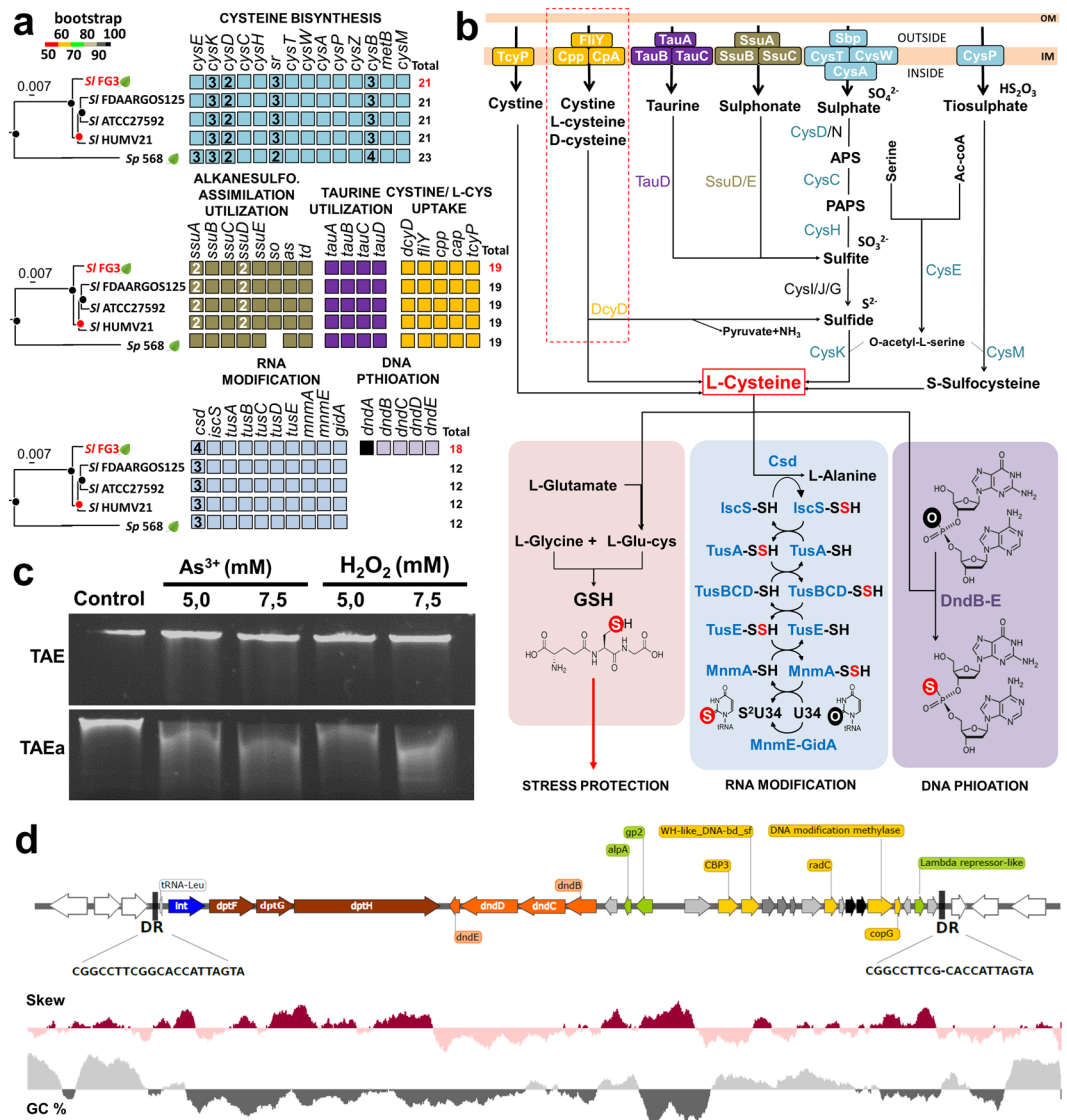 a
bootstrap
50 60 70 80 90 100
CYSTEINE BISYNTHESIS
cysE cysK cysD cysC cysH sr cysT cysW cysA cysP cysZ cysB metB cysM
Total
0.007
Sl FG3 3 2 3 3 21
Sl FDAARGOS125 3 2 3 3 21
Sl ATCC27592 3 2 3 3 21
Sl HUMV21 3 2 3 3 21
Sp 568 3 3 2 2 4 23
ALKANESULFO. ASSIMILATION UTILIZATION
TAURINE UTILIZATION
CYSTINE/ L-CYS UPTAKE
ssuA ssuB ssuC ssuD ssuE so as td
tauA tauB tauC tauD
dcyD fliY cpp cap tcyP
Total
0.007
Sl FG3 2 2 19
Sl FDAARGOS125 2 2 19
Sl ATCC27592 2 2 19
Sl HUMV21 2 2 19
Sp 568 19
RNA MODIFICATION
DNA PTHIOATION
csd iscS tusA tusB tusC tusD tusE mnmA mnmE gidA
dndA dndB dndC dndD dndE
Total
0.007
Sl FG3 4 18
Sl FDAARGOS125 3 12
Sl ATCC27592 3 12
Sl HUMV21 3 12
Sp 568 3 12
b
OM
OUTSIDE
IM
INSIDE
TcyP
FliY
Cpp CpA
TauA
TauB TauC
SsuA
SsuB SsuC
Sbp
CysT CysW
CysA
CysP
Cystine
Cystine
L-cysteine
D-cysteine
Taurine
Sulphonate
Sulphate
SO₄²⁻
HS₂O₃
Tiosulphate
CysD/N
APS
CysC
PAPS
CysH
SO₃²⁻
Sulfite
CysI/J/G
S²⁻
Sulfide
TauD
SsuD/E
Serine
Ac-coA
CysE
DcyD
Pyruvate+NH₃
O-acetyl-L-serine
CysK
CysM
L-Cysteine
S-Sulfocysteine
L-Glutamate
L-Glycine + L-Glu-cys
GSH
SH
HO O NH₂ O N H H N O O OH
STRESS PROTECTION
Csd
L-Alanine
IscS-SH IscS-SSH
TusA-SSH TusA-SH
TusBCD-SH TusBCD-SSH
TusE-SSH TusE-SH
MnmA-SH MnmA-SSH
S tRNA S²U34 U34 O tRNA
MnmE-GidA
RNA MODIFICATION
O
DndB-E
S
DNA PHIOATION
c
As³⁺ (mM) H₂O₂ (mM)
Control 5,0 7,5 5,0 7,5
TAE
TAEa
d
gp2
alpA
WH-like_DNA-bd_sf
CBP3
DNA modification methylase
radC
Lambda repressor-like
tRNA-Leu
dndB
Int dptF dptG dptH dndD dndC
dndE
copG
DR
DR
CGGCCTTCGGCACCATTAGTA
CGGCCTTCG-CACCATTAGTA
Skew
GC %